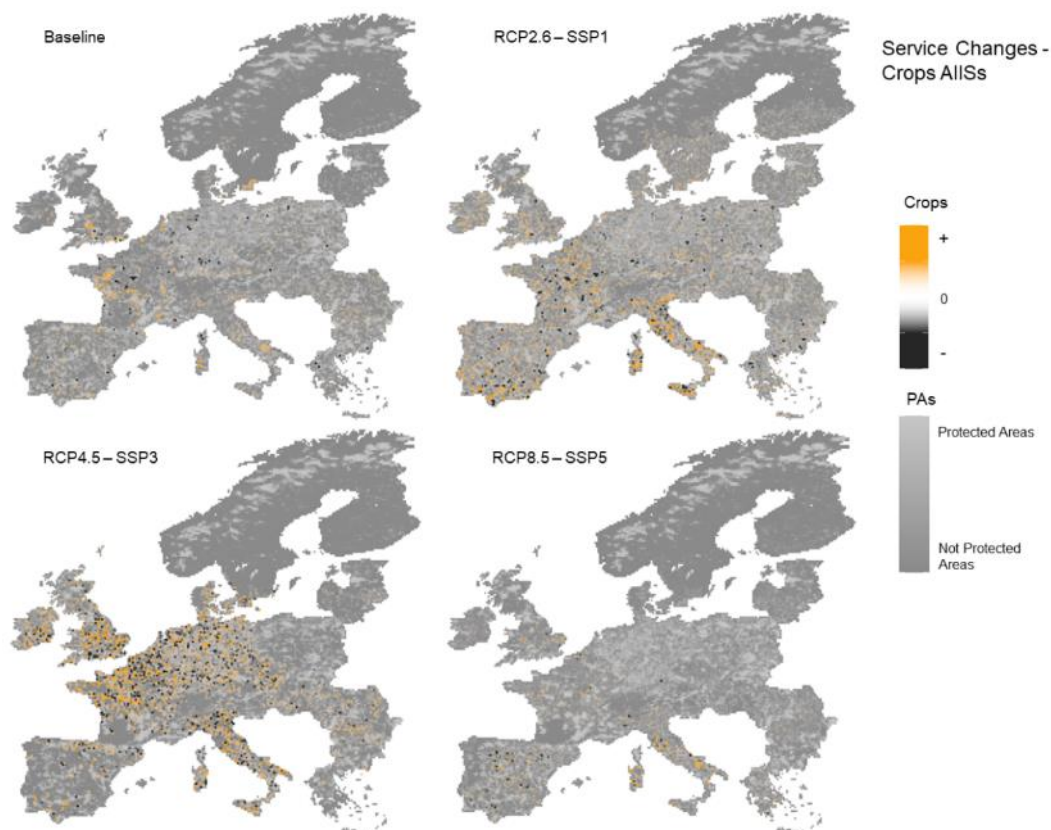 Baseline
RCP2.6 – SSP1
Service Changes -
Crops AllSs
Crops
+
0
-
PAs
Protected Areas
Not Protected
Areas
RCP4.5 – SSP3
RCP8.5 – SSP5